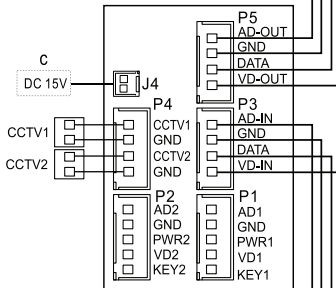 P5
AD-OUT
GND
DATA
VD-OUT
C
DC 15V
J4
P4
CCTV1
GND
CCTV2
GND
CCTV1
CCTV2
P3
AD-IN
GND
DATA
VD-IN
P2
AD2
GND
PWR2
VD2
KEY2
P1
AD1
GND
PWR1
VD1
KEY1